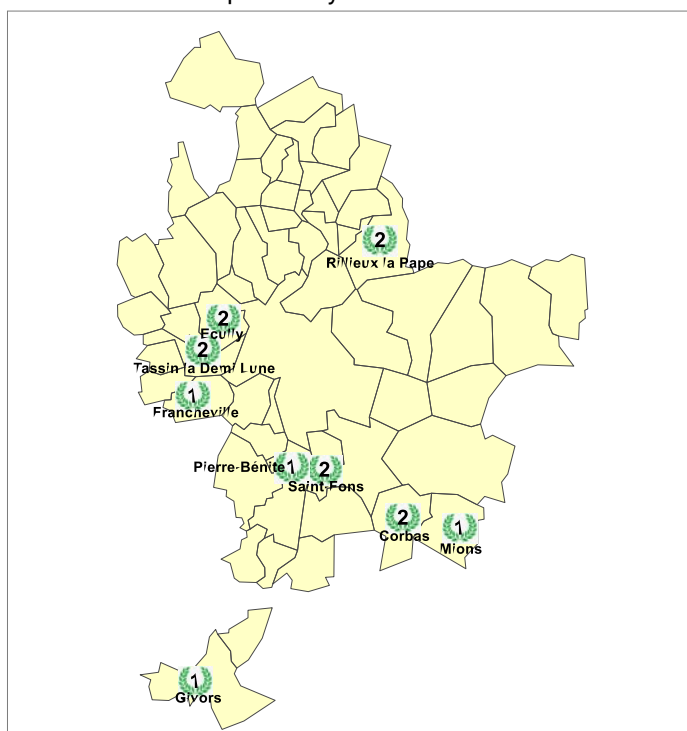 2
Rillieux la Pape
2
Ecully
2
Tassin la Demi Lune
1
Francheville
Pierre-Bénite
1
2
Saint-Fons
2
Corbas
1
Mions
1
Givors